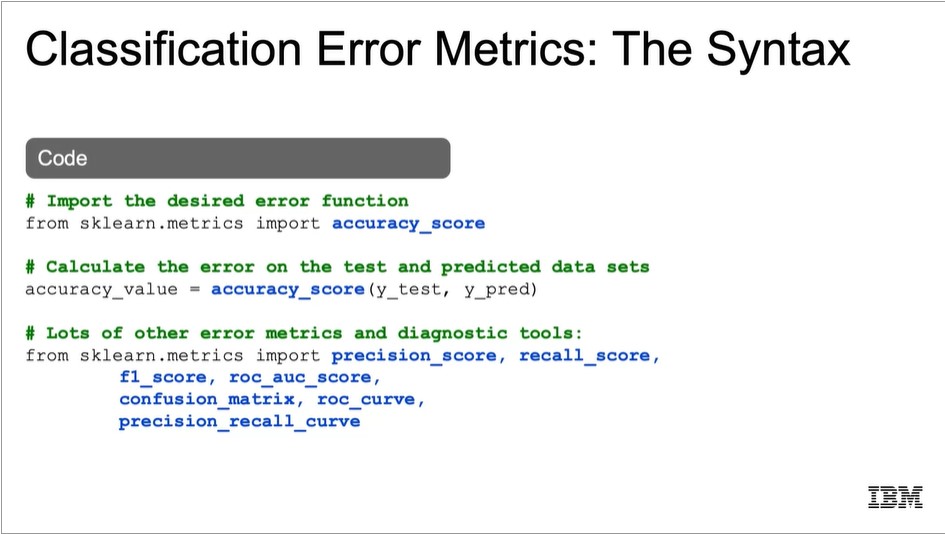 Classification Error Metrics: The Syntax
Code
# Import the desired error function
from sklearn.metrics import accuracy_score
# Calculate the error on the test and predicted data sets
accuracy_value = accuracy_score(y_test, y_pred)
# Lots of other error metrics and diagnostic tools:
from sklearn.metrics import precision_score, recall_score,
f1_score, roc_auc_score,
confusion_matrix, roc_curve,
precision_recall_curve
IBM